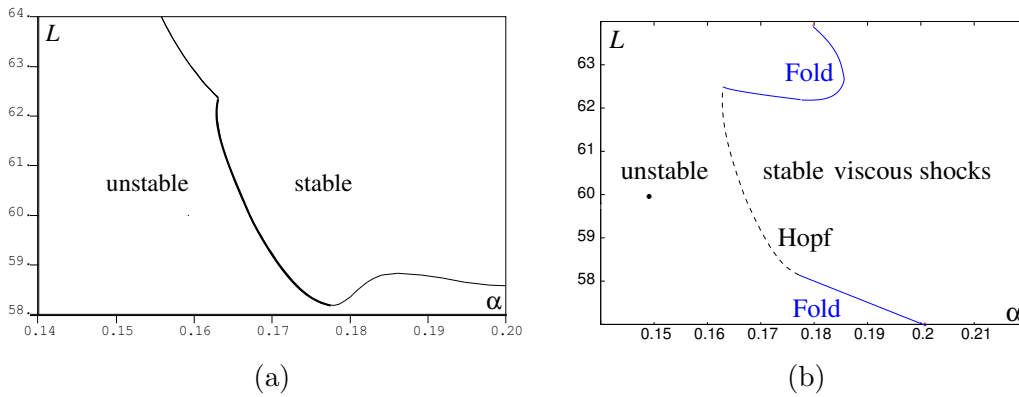 64.
L
63.
62.
61.
unstable
stable
60.
59.
α
58.
0.14
0.15
0.16
0.17
0.18
0.19
0.20
(a)
L
63
Fold
62
61
unstable
stable viscous shocks
60
59
Hopf
58
Fold
α
0.15
0.16
0.17
0.18
0.19
0.2
0.21
(b)